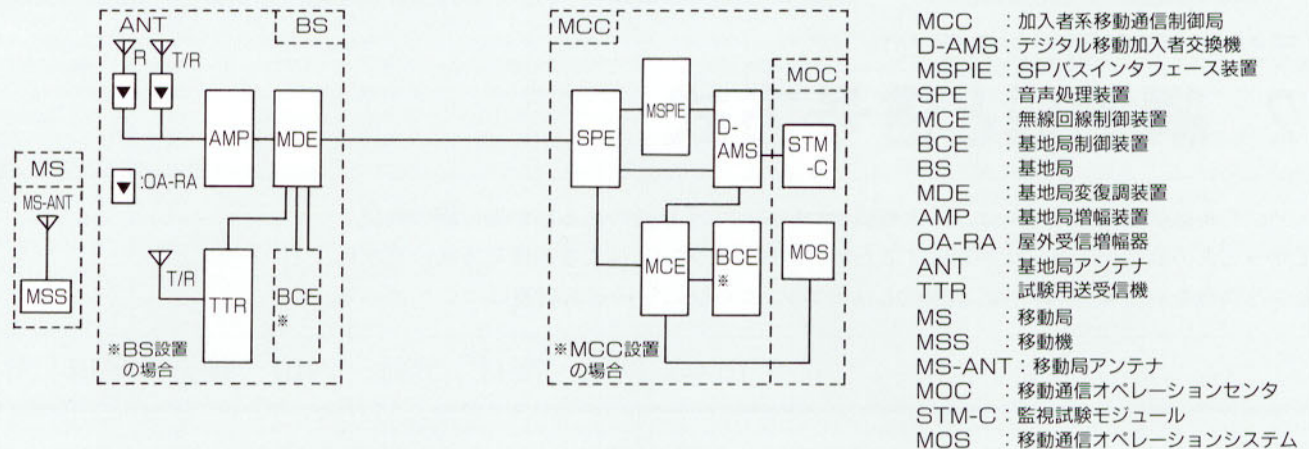 ANT
BS
R
T/R
AMP
MDE
:OA-RA
MS
MS-ANT
MSS
T/R
TTR
BCE
※
※BS設置
の場合
MCC
MOC
SPE
MSPIE
D-
AMS
STM
-C
MCE
BCE
※
MOS
※MCC設置
の場合
MCC :加入者系移動通信制御局
D-AMS :デジタル移動加入者交換機
MSPIE :SPバスインタフェース装置
SPE :音声処理装置
MCE :無線回線制御装置
BCE :基地局制御装置
BS :基地局
MDE :基地局変復調装置
AMP :基地局増幅装置
OA-RA :屋外受信増幅器
ANT :基地局アンテナ
TTR :試験用送受信機
MS :移動局
MSS :移動機
MS-ANT:移動局アンテナ
MOC :移動通信オペレーションセンタ
STM-C :監視試験モジュール
MOS :移動通信オペレーションシステム